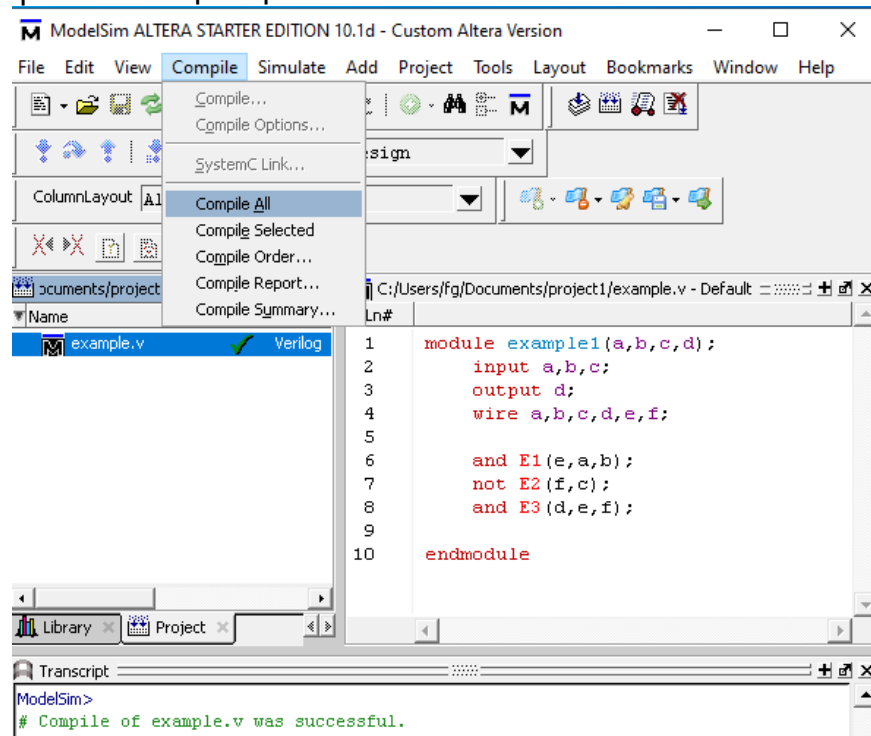 ModelSim ALTERA STARTER EDITION 10.1d - Custom Altera Version
File Edit View Compile Simulate Add Project Tools Layout Bookmarks Window Help
Compile...
Compile Options...
SystemC Link...
esign
ColumnLayout Al
Compile All
Compile Selected
Compile Order...
Compile Report...
Compile Summary...
ocuments/project
C:/Users/fg/Documents/project1/example.v - Default
Name
Ln#
example.v Verilog
1 module example1(a,b,c,d);
2 input a,b,c;
3 output d;
4 wire a,b,c,d,e,f;
5
6 and E1(e,a,b);
7 not E2(f,c);
8 and E3(d,e,f);
9
10 endmodule
Library Project
Transcript
ModelSim>
# Compile of example.v was successful.